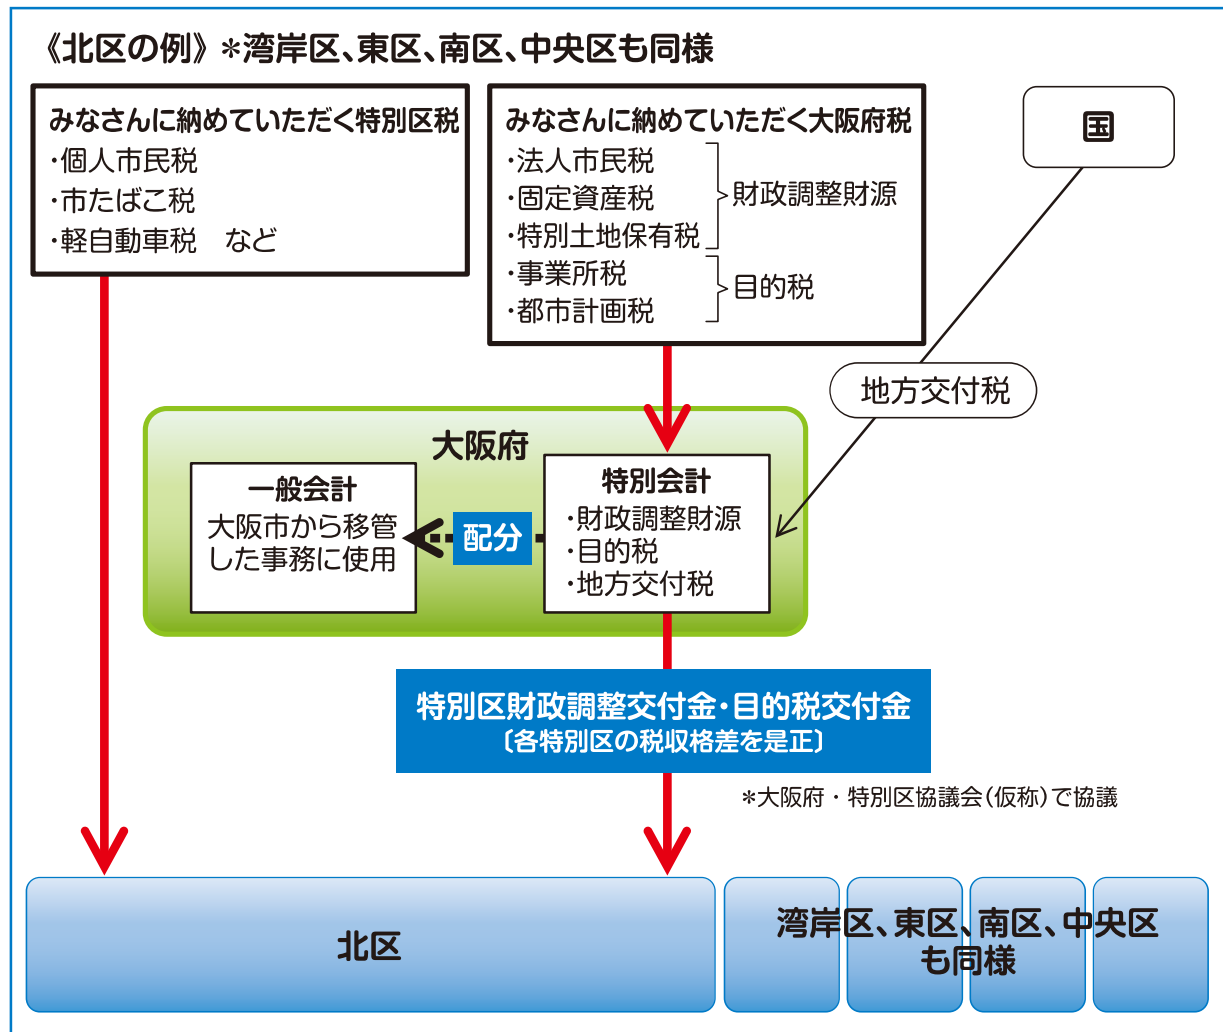 《北区の例》＊湾岸区、東区、南区、中央区も同様
みなさんに納めていただく特別区税
・個人市民税
・市たばこ税
・軽自動車税　など
みなさんに納めていただく大阪府税
・法人市民税
・固定資産税
・特別土地保有税
財政調整財源
・事業所税
・都市計画税
目的税
国
地方交付税
大阪府
一般会計
大阪市から移管
した事務に使用
配分
特別会計
・財政調整財源
・目的税
・地方交付税
特別区財政調整交付金・目的税交付金
〔各特別区の税収格差を是正〕
＊大阪府・特別区協議会（仮称）で協議
北区
湾岸区、東区、南区、中央区
も同様